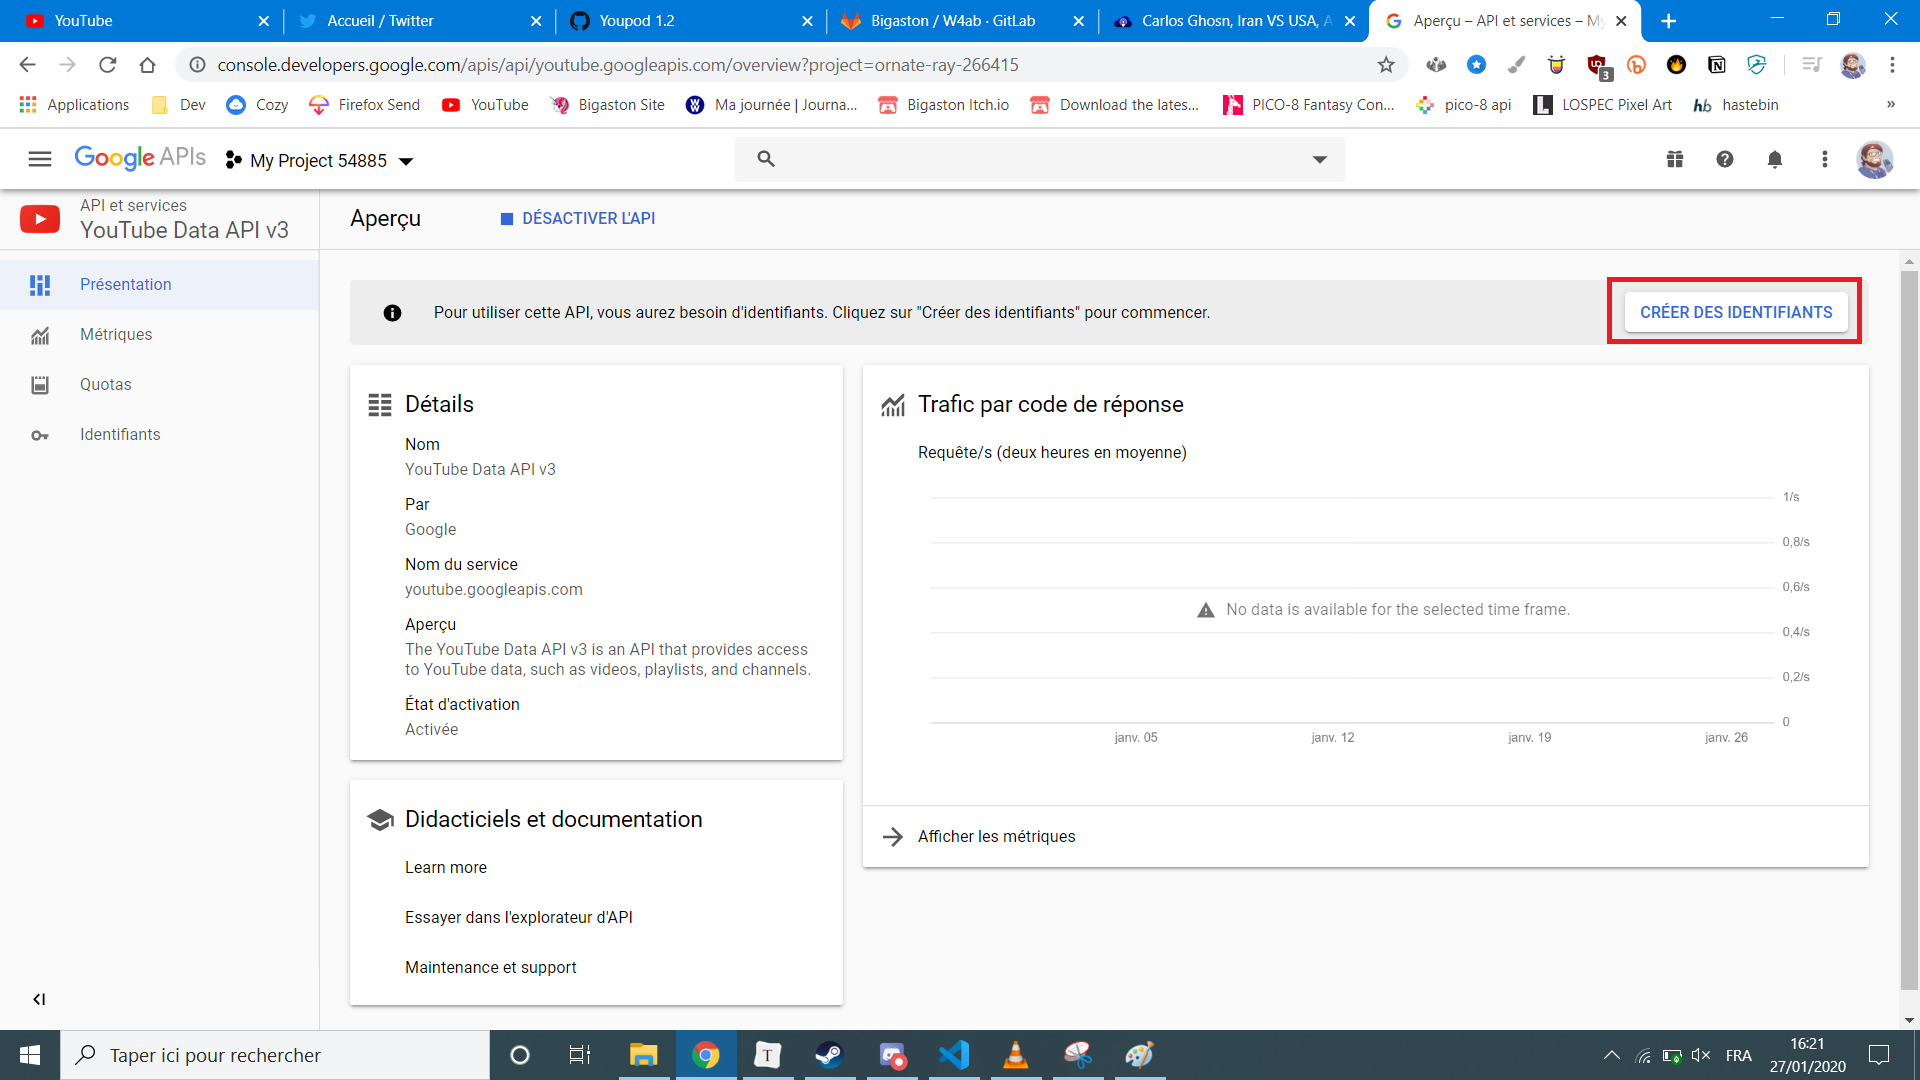 YouTube
Accueil / Twitter
Youpod 1.2
Bigaston / W4ab · GitLab
Carlos Ghosn, Iran VS USA, A
Aperçu – API et services – My
console.developers.google.com/apis/api/youtube.googleapis.com/overview?project=ornate-ray-266415
3
Applications
Dev
Cozy
Firefox Send
YouTube
Bigaston Site
Ma journée | Journa...
Bigaston Itch.io
Download the lates...
PICO-8 Fantasy Con...
pico-8 api
LOSPEC Pixel Art
hb hastebin
»
Google APIs
My Project 54885
API et services
YouTube Data API v3
Aperçu
DÉSACTIVER L'API
Présentation
Métriques
Quotas
Identifiants
Pour utiliser cette API, vous aurez besoin d'identifiants. Cliquez sur "Créer des identifiants" pour commencer.
CRÉER DES IDENTIFIANTS
Détails
Nom
YouTube Data API v3
Par
Google
Nom du service
youtube.googleapis.com
Aperçu
The YouTube Data API v3 is an API that provides access
to YouTube data, such as videos, playlists, and channels.
État d'activation
Activée
Trafic par code de réponse
Requête/s (deux heures en moyenne)
1/s
0,8/s
0,6/s
No data is available for the selected time frame.
0,4/s
0,2/s
0
janv. 05
janv. 12
janv. 19
janv. 26
Afficher les métriques
Didacticiels et documentation
Learn more
Essayer dans l'explorateur d'API
Maintenance et support
Taper ici pour rechercher
T
FRA
16:21
27/01/2020